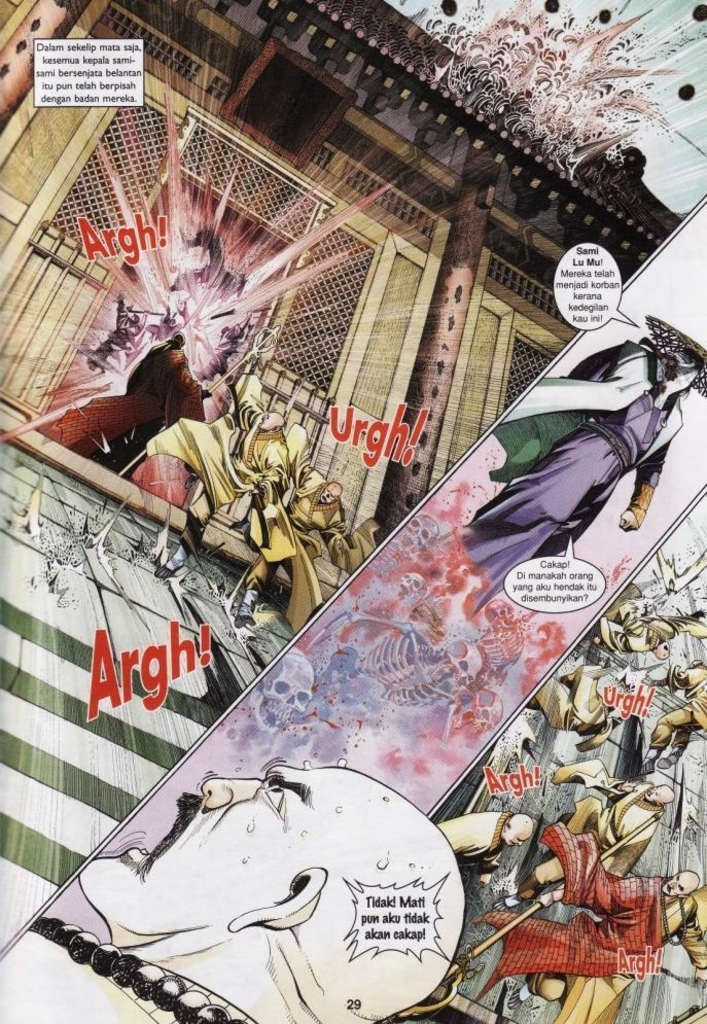 Dalam sekelip mata saja,
kesemua kepala sami-
sami bersenjata belantan
itu pun telah berpisah
dengan badan mereka.
Argh!
Urgh!
Argh!
Sami
Lu Mu!
Mereka telah
menjadi korban
kerana
kedegilan
kau ini!
Cakap!
Di manakah orang
yang aku hendak itu
disembunyikan?
Urgh!
Argh!
Argh!
Tidak! Mati
pun aku tidak
akan cakap!
29